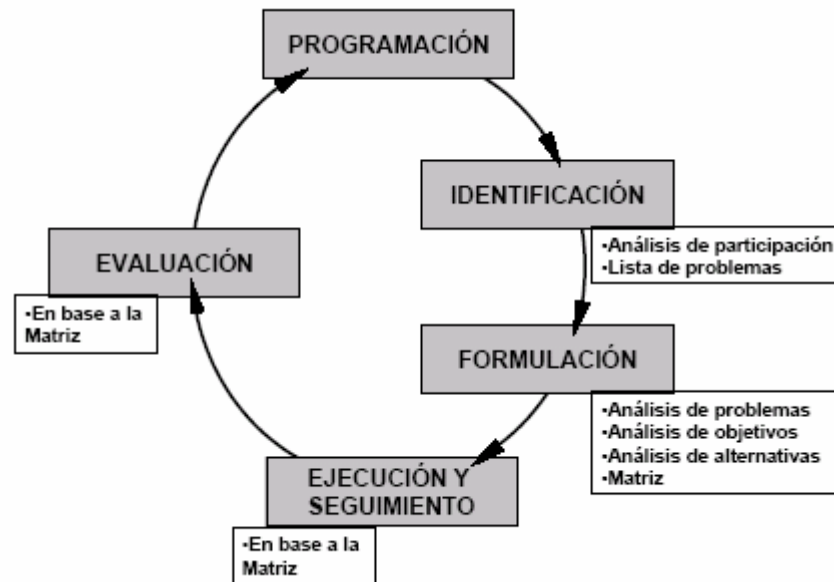 PROGRAMACIÓN
IDENTIFICACIÓN
•Análisis de participación
•Lista de problemas
FORMULACIÓN
•Análisis de problemas
•Análisis de objetivos
•Análisis de alternativas
•Matriz
EJECUCIÓN Y
SEGUIMIENTO
•En base a la
Matriz
EVALUACIÓN
•En base a la
Matriz